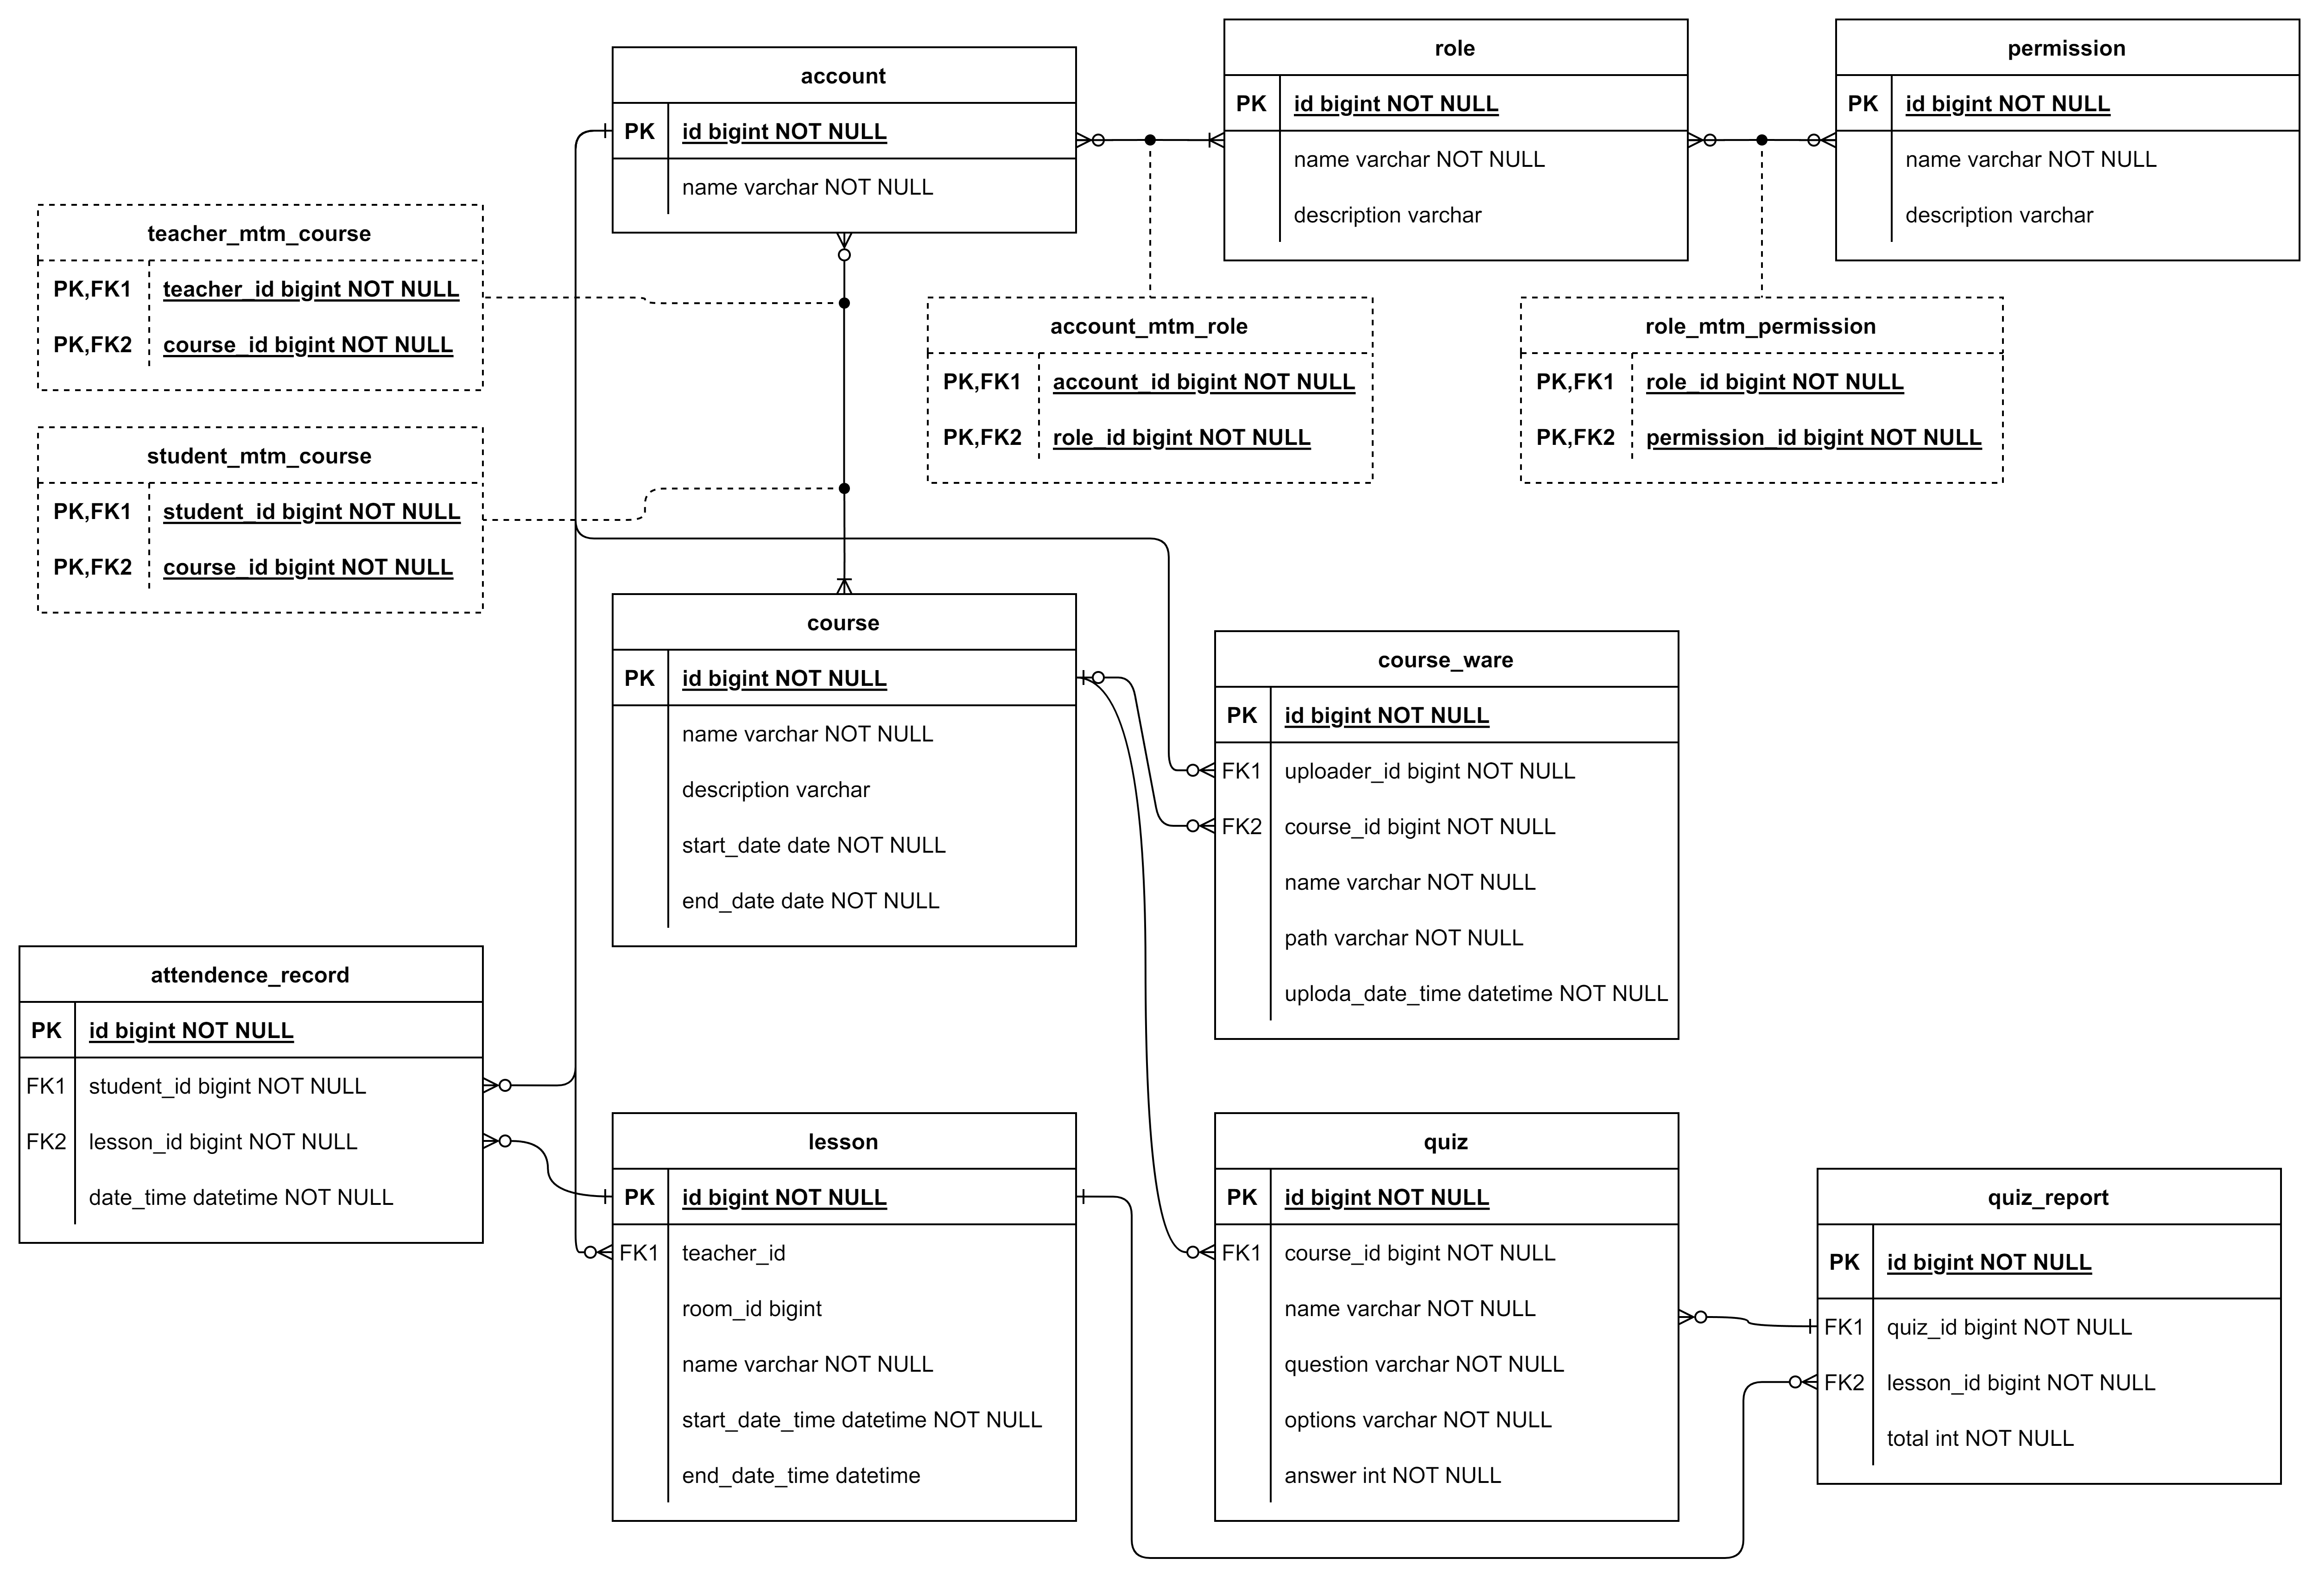 account
PK id bigint NOT NULL
name varchar NOT NULL
role
PK id bigint NOT NULL
name varchar NOT NULL
description varchar
permission
PK id bigint NOT NULL
name varchar NOT NULL
description varchar
teacher_mtm_course
PK,FK1 teacher_id bigint NOT NULL
PK,FK2 course_id bigint NOT NULL
account_mtm_role
PK,FK1 account_id bigint NOT NULL
PK,FK2 role_id bigint NOT NULL
role_mtm_permission
PK,FK1 role_id bigint NOT NULL
PK,FK2 permission_id bigint NOT NULL
student_mtm_course
PK,FK1 student_id bigint NOT NULL
PK,FK2 course_id bigint NOT NULL
course
PK id bigint NOT NULL
name varchar NOT NULL
description varchar
start_date date NOT NULL
end_date date NOT NULL
course_ware
PK id bigint NOT NULL
FK1 uploader_id bigint NOT NULL
FK2 course_id bigint NOT NULL
name varchar NOT NULL
path varchar NOT NULL
uploda_date_time datetime NOT NULL
attendence_record
PK id bigint NOT NULL
FK1 student_id bigint NOT NULL
FK2 lesson_id bigint NOT NULL
date_time datetime NOT NULL
lesson
PK id bigint NOT NULL
FK1 teacher_id
room_id bigint
name varchar NOT NULL
start_date_time datetime NOT NULL
end_date_time datetime
quiz
PK id bigint NOT NULL
FK1 course_id bigint NOT NULL
name varchar NOT NULL
question varchar NOT NULL
options varchar NOT NULL
answer int NOT NULL
quiz_report
PK id bigint NOT NULL
FK1 quiz_id bigint NOT NULL
FK2 lesson_id bigint NOT NULL
total int NOT NULL